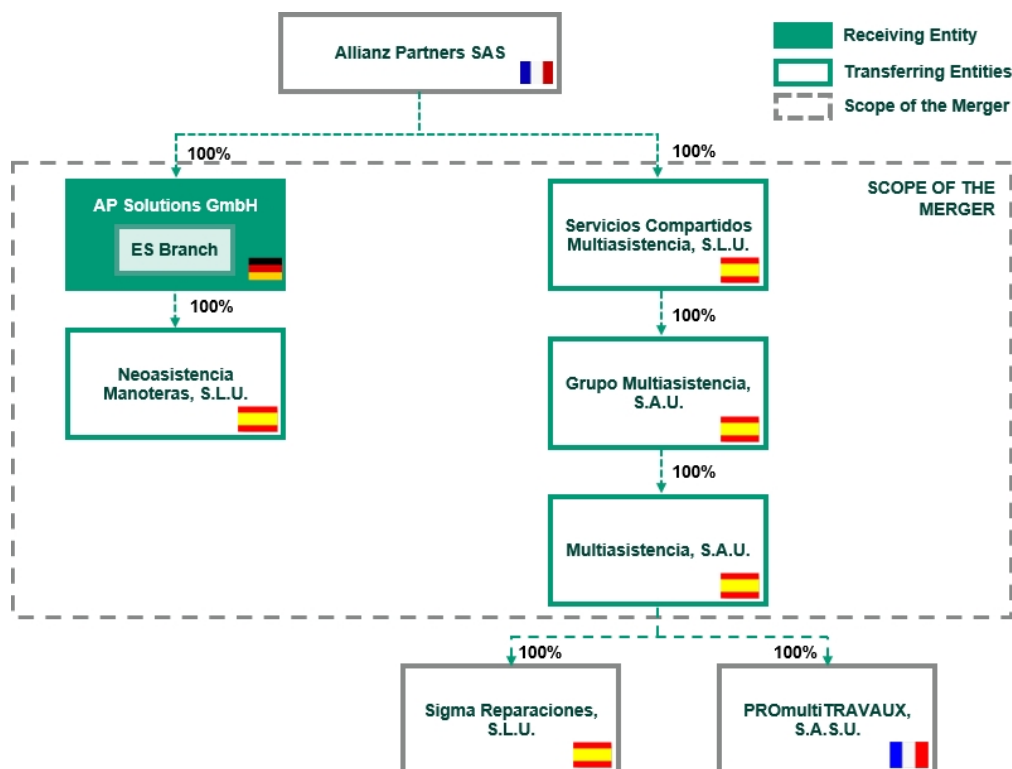 Allianz Partners SAS
Receiving Entity
Transferring Entities
Scope of the Merger
100%
100%
SCOPE OF THE
MERGER
AP Solutions GmbH
ES Branch
Servicios Compartidos
Multiasistencia, S.L.U.
100%
100%
Neoasistencia
Manoteras, S.L.U.
Grupo Multiasistencia,
S.A.U.
100%
Multiasistencia, S.A.U.
100%
100%
Sigma Reparaciones,
S.L.U.
PROmultiTRAVAUX,
S.A.S.U.